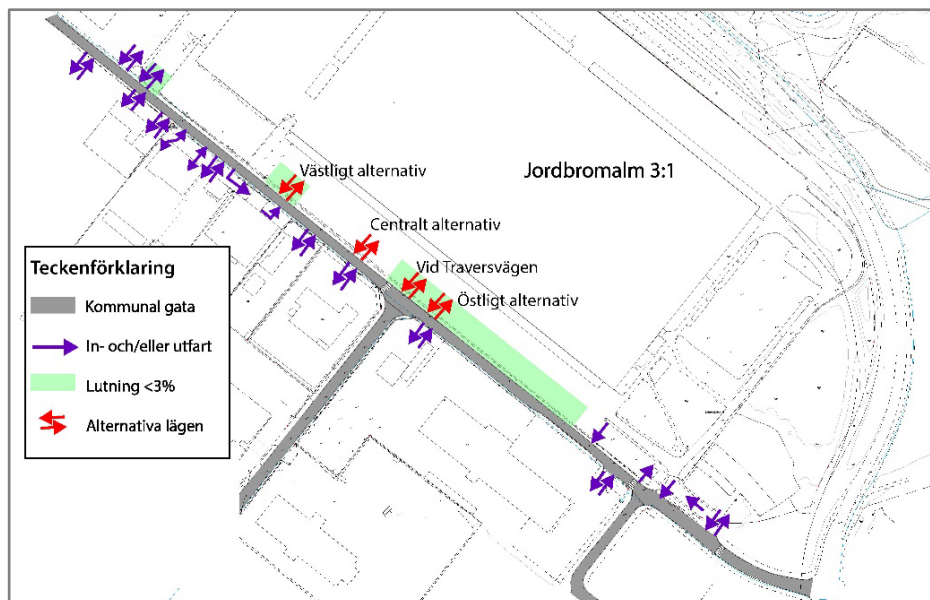 Jordbromalm 3:1
Västligt alternativ
Centralt alternativ
Vid Traversvägen
Östligt alternativ
Teckenförklaring
Kommunal gata
In- och/eller utfart
Lutning <3%
Alternativa lägen